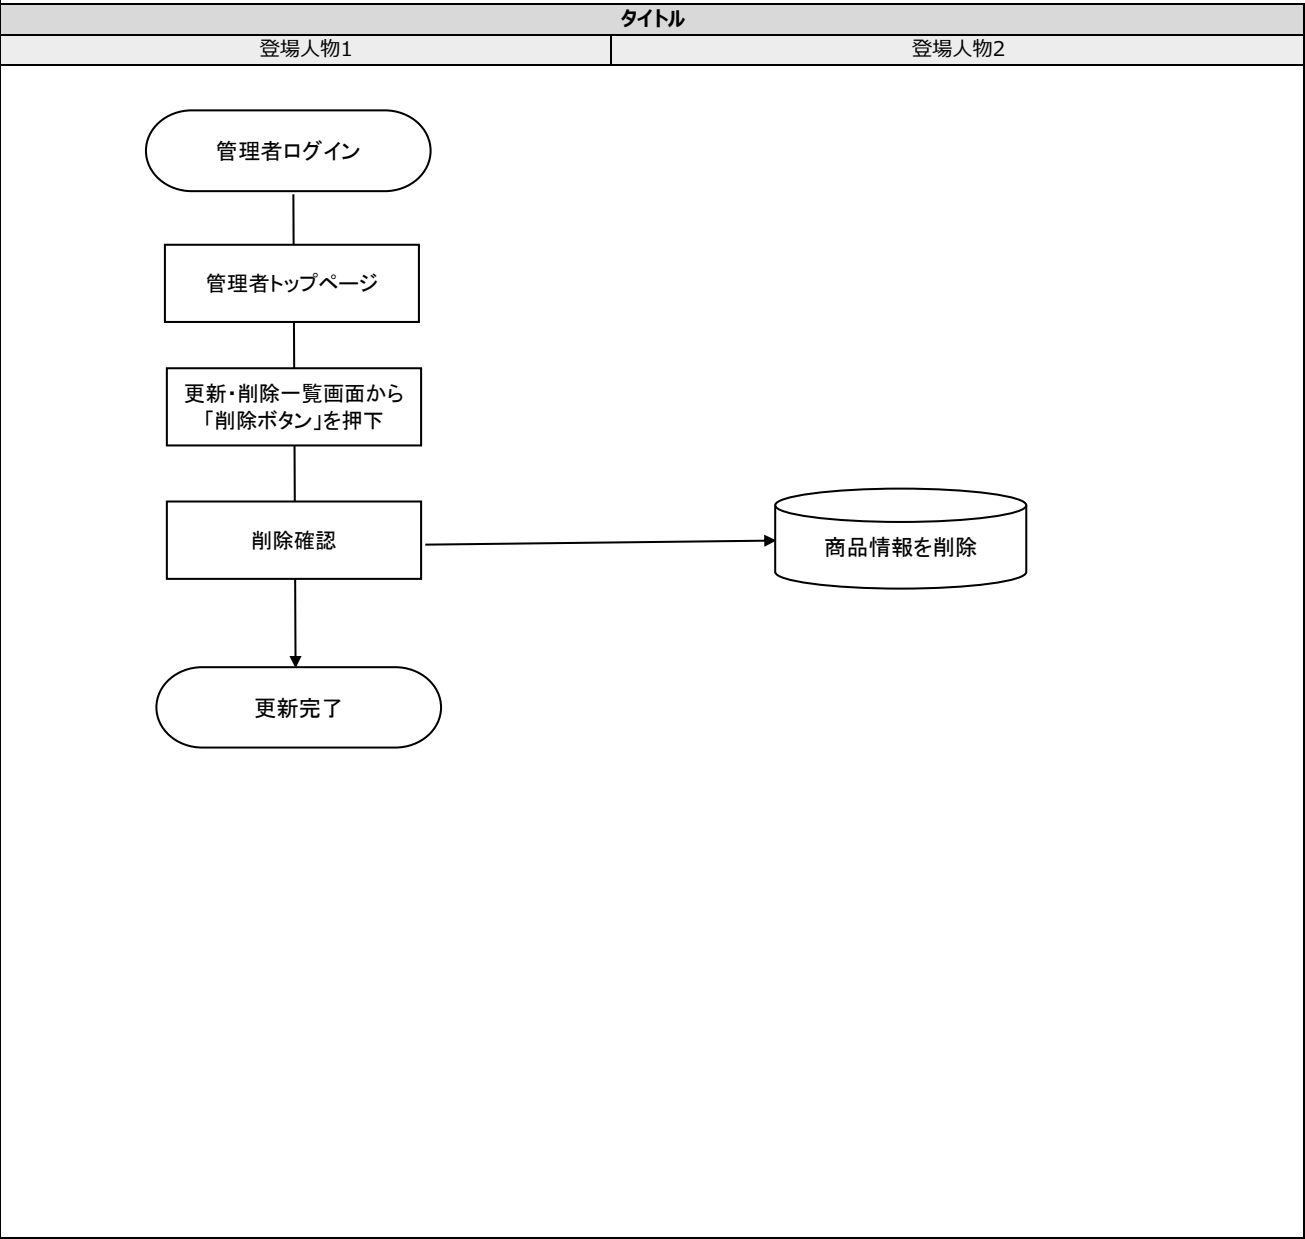 タイトル
登場人物1
登場人物2
管理者ログイン
管理者トップページ
更新・削除一覧画面から
「削除ボタン」を押下
削除確認
商品情報を削除
更新完了